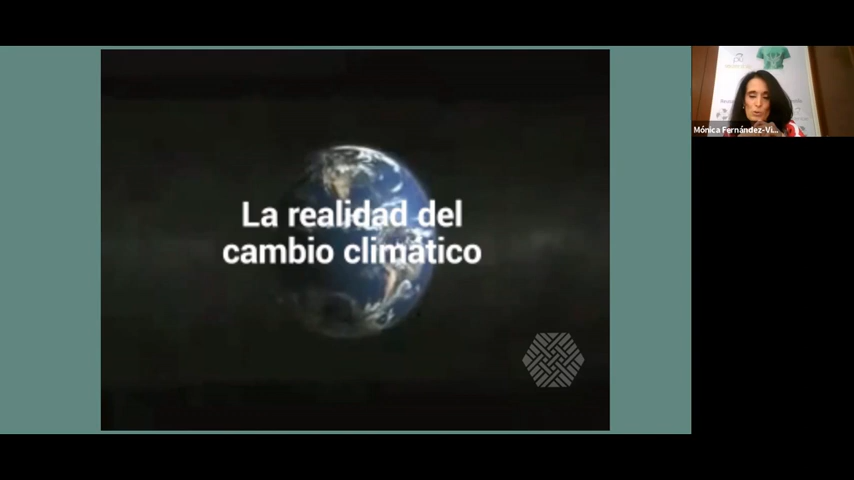 La realidad del
cambio climático
Mónica Fernández-Vi...